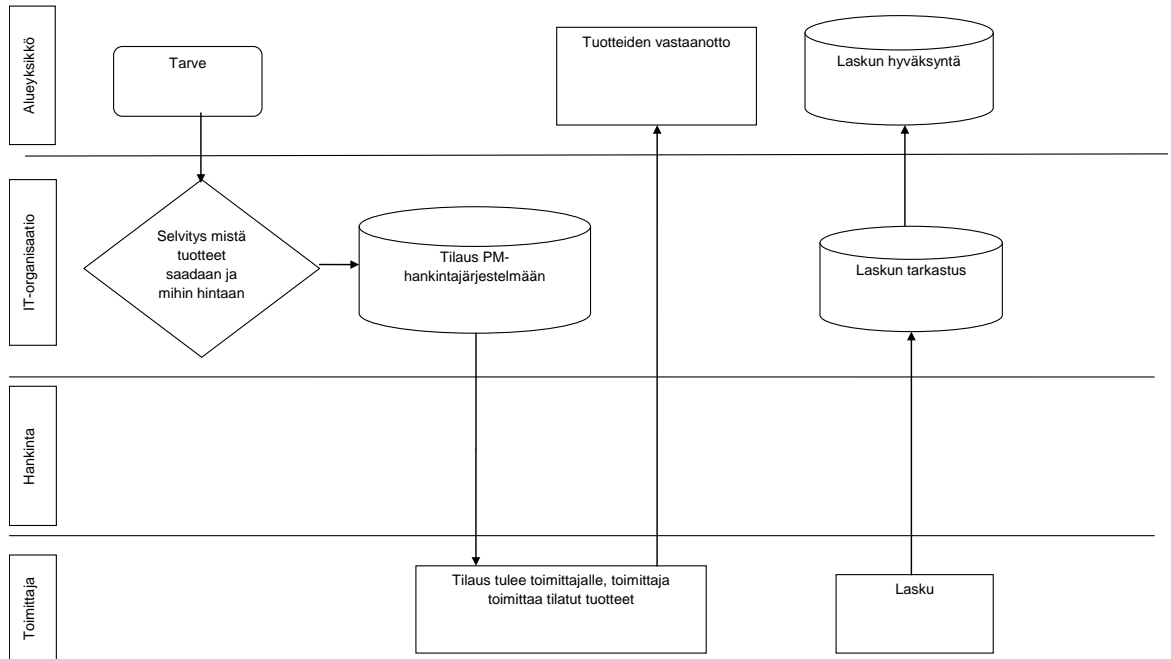 Alueyksikkö
Tarve
Tuotteiden vastaanotto
Laskun hyväksyntä
IT-organisaatio
Selvitys mistä
tuotteet
saadaan ja
mihin hintaan
Tilaus PM-
hankintajärjestelmään
Laskun tarkastus
Hankinta
Toimittaja
Tilaus tulee toimittajalle, toimittaja
toimittaa tilatut tuotteet
Lasku